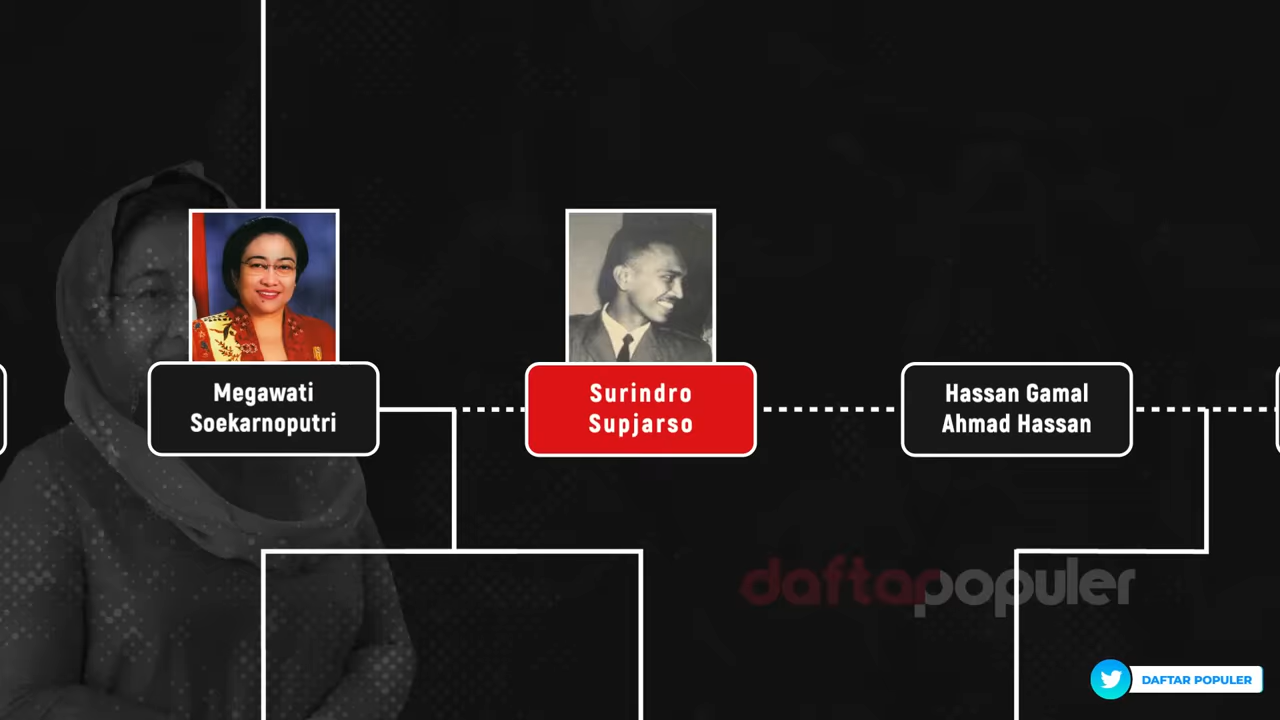 Megawati
Soekarnoputri
Surindro
Supjarso
Hassan Gamal
Ahmad Hassan
daftarpopuler
DAFTAR POPULER